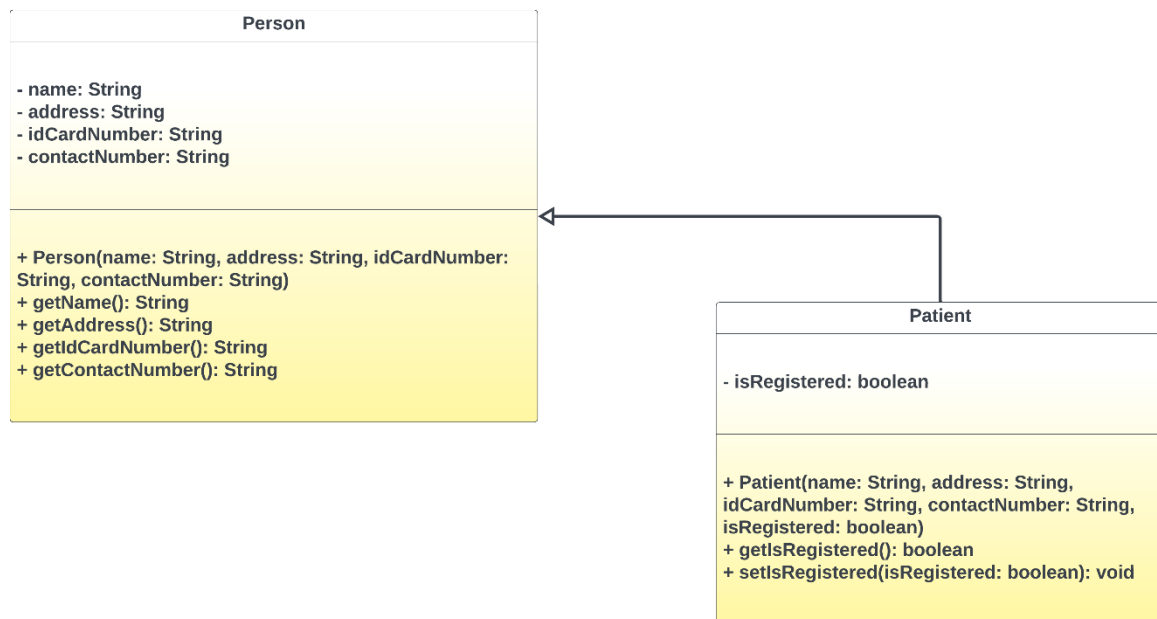 Person
- name: String
- address: String
- idCardNumber: String
- contactNumber: String
+ Person(name: String, address: String, idCardNumber:
String, contactNumber: String)
+ getName(): String
+ getAddress(): String
+ getIdCardNumber(): String
+ getContactNumber(): String
Patient
- isRegistered: boolean
+ Patient(name: String, address: String,
idCardNumber: String, contactNumber: String,
isRegistered: boolean)
+ getIsRegistered(): boolean
+ setIsRegistered(isRegistered: boolean): void